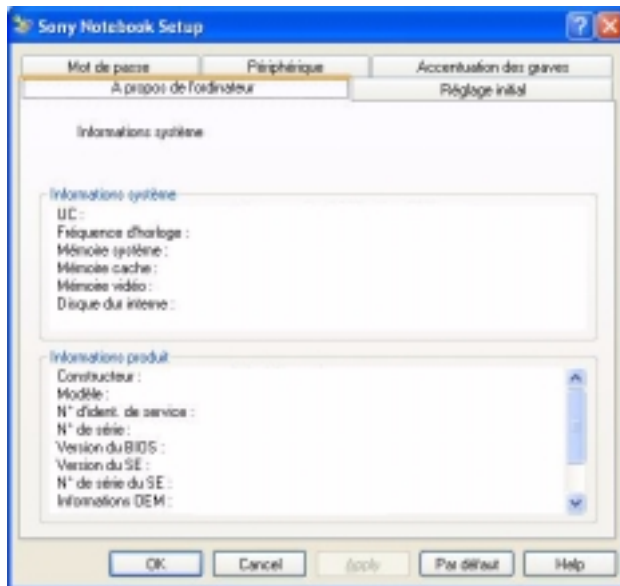 Sony Notebook Setup
Mot de passe
Périphérique
Accentuation des graves
A propos de l'ordinateur
Réglage initial
Informations système
Informations système
UC :
Fréquence d'horloge :
Mémoire système :
Mémoire cache :
Mémoire vidéo :
Disque dur interne :
Informations produit
Constructeur :
Modèle :
N° d'ident. de service :
N° de série :
Version du BIOS :
Version du SE :
N° de série du SE :
Informations OEM :
OK
Cancel
Apply
Par défaut
Help